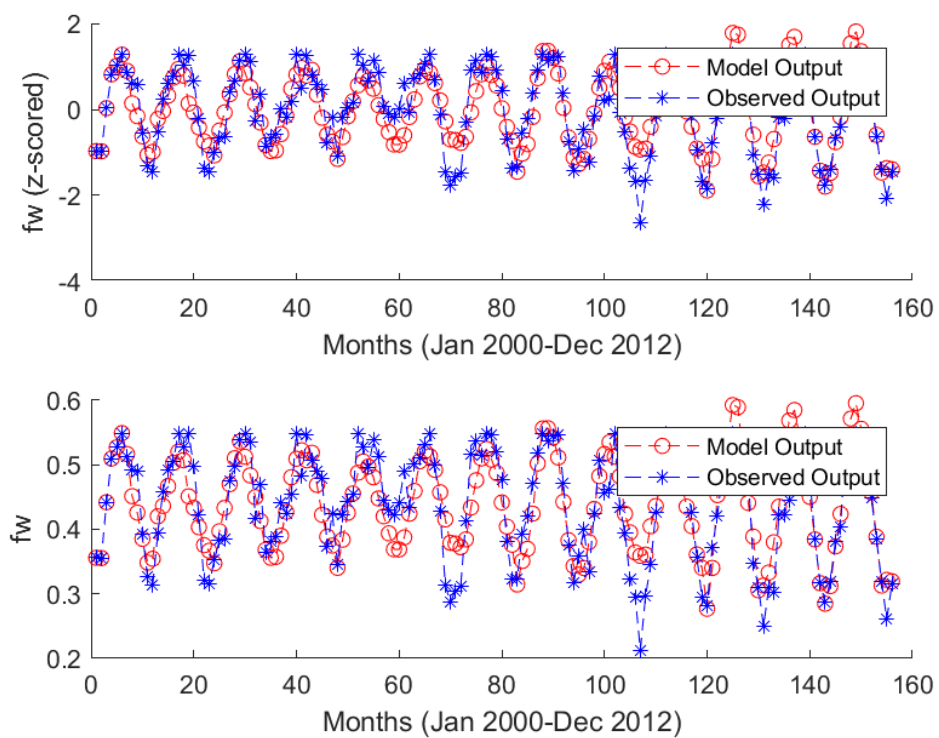 2
0
-2
-4
fw (z-scored)
Model Output
Observed Output
0 20 40 60 80 100 120 140 160
Months (Jan 2000-Dec 2012)
0.6
0.5
0.4
0.3
0.2
fw
Model Output
Observed Output
0 20 40 60 80 100 120 140 160
Months (Jan 2000-Dec 2012)